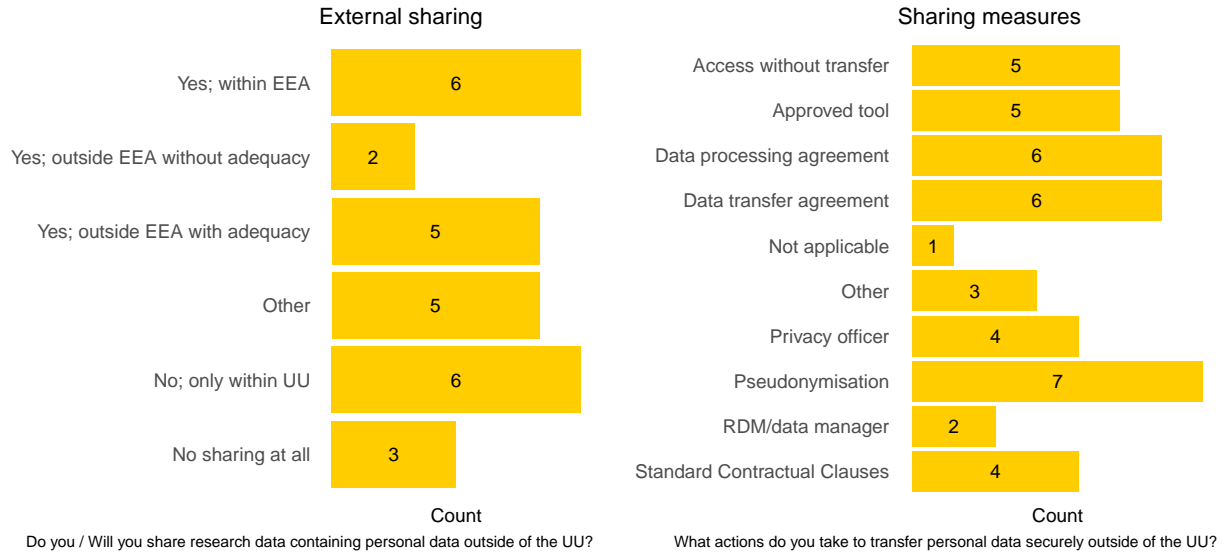 External sharing
Yes; within EEA
6
Yes; outside EEA without adequacy
2
Yes; outside EEA with adequacy
5
Other
5
No; only within UU
6
No sharing at all
3
Count
Do you / Will you share research data containing personal data outside of the UU?
Sharing measures
Access without transfer
5
Approved tool
5
Data processing agreement
6
Data transfer agreement
6
Not applicable
1
Other
3
Privacy officer
4
Pseudonymisation
7
RDM/data manager
2
Standard Contractual Clauses
4
Count
What actions do you take to transfer personal data securely outside of the UU?